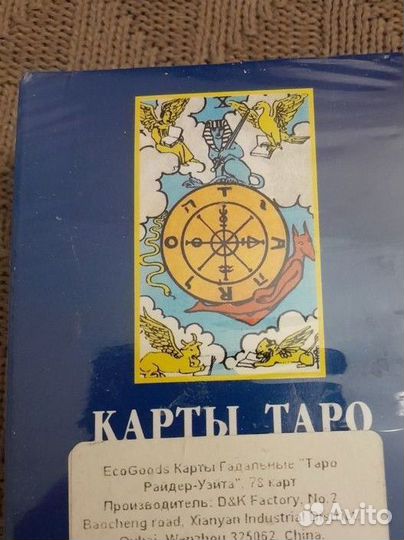 X
T A R O
КАРТЫ ТАРО
EcoGoods Карты Гадальные "Таро
Райдер-Уэйта", 78 карт
Производитель: D&K Factory, No.2
Baocheng road, Xianyan Industrial
Ouhai, Wenzhou 325062, China.
Avito